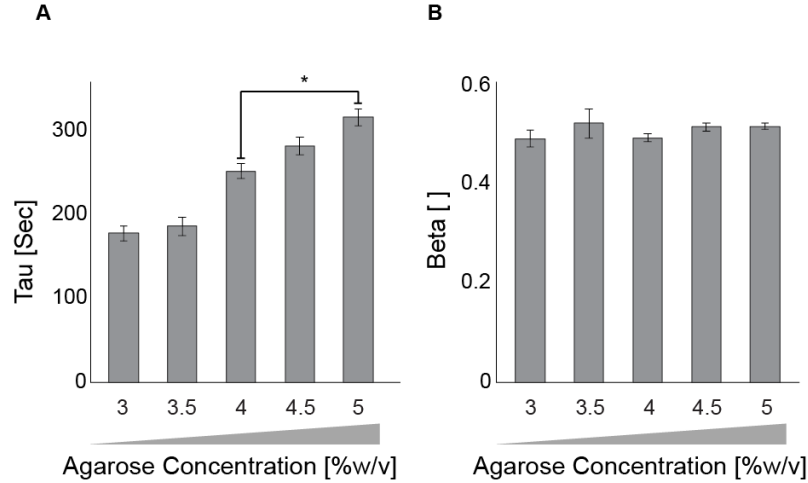 A
B
*
Tau [Sec]
300
200
100
0
3 3.5 4 4.5 5
Agarose Concentration [%w/v]
Beta [ ]
0.6
0.4
0.2
0
3 3.5 4 4.5 5
Agarose Concentration [%w/v]